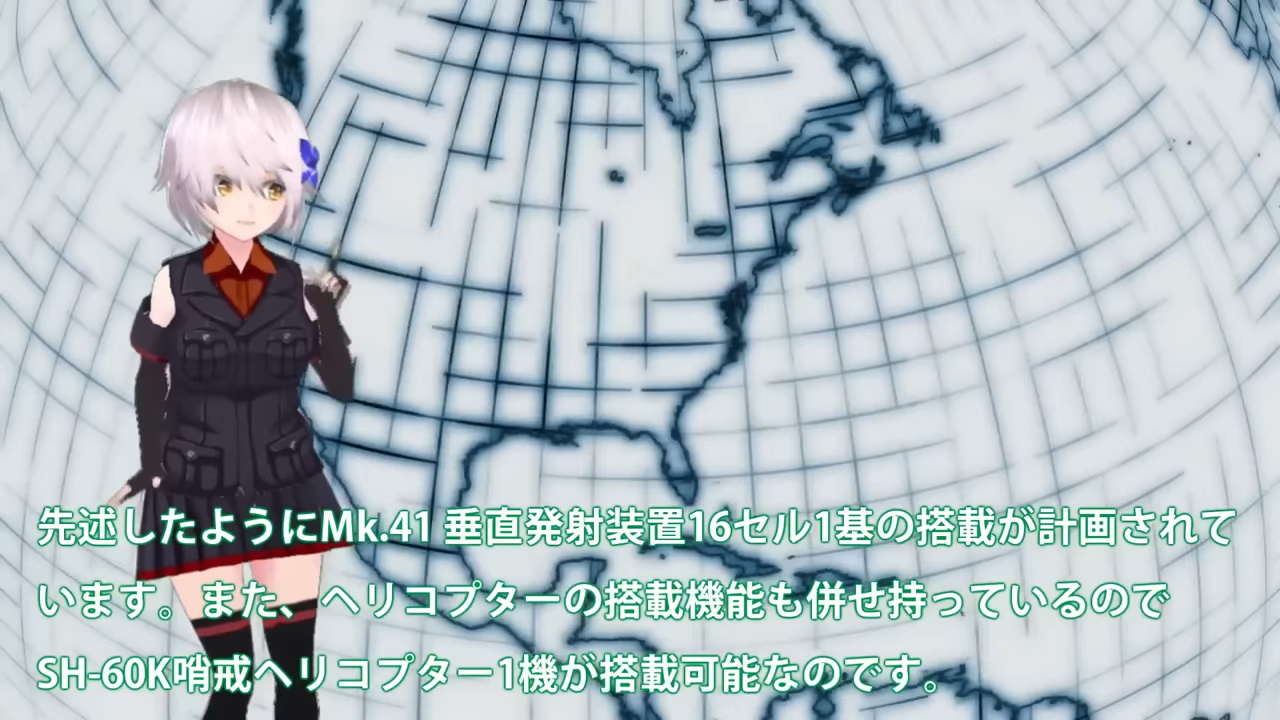 先述したようにMk.41 垂直発射装置16セル1基の搭載が計画されて
います。また、ヘリコプターの搭載機能も併せ持っているので
SH-60K哨戒ヘリコプター1機が搭載可能なのです。